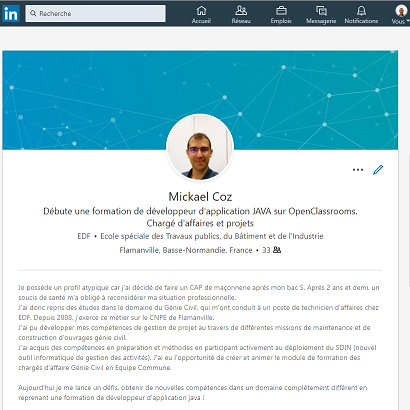 in
Recherche
Accueil
Réseau
Emplois
Messagerie
Notifications
Vous
Mickael Coz
Débute une formation de développeur d'application JAVA sur OpenClassrooms.
Chargé d'affaires et projets
EDF • Ecole spéciale des Travaux publics, du Bâtiment et de l'Industrie
Flamanville, Basse-Normandie, France • 33
Je possède un profil atypique car j'ai décidé de faire un CAP de maçonnerie après mon bac S. Après 2 ans et demi, un
soucis de santé m'a obligé à reconsidérer ma situation professionnelle.
J'ai donc repris des études dans le domaine du Génie Civil, qui m'ont conduit à un poste de technicien d'affaires chez
EDF. Depuis 2008, j'exerce ce métier sur le CNPE de Flamanville.
J'ai pu développer mes compétences de gestion de projet au travers de différentes missions de maintenance et de
construction d'ouvrages génie civil.
J'ai acquis des compétences en préparation et méthodes en participant activement au déploiement du SDIN (nouvel
outil informatique de gestion des activités). J'ai eu l'opportunité de créer et animer le module de formation des
chargés d'affaire Génie Civil en Equipe Commune.
Aujourd'hui je me lance un défis, obtenir de nouvelles compétences dans un domaine complètement différent en
reprenant une formation de développeur d'application java !